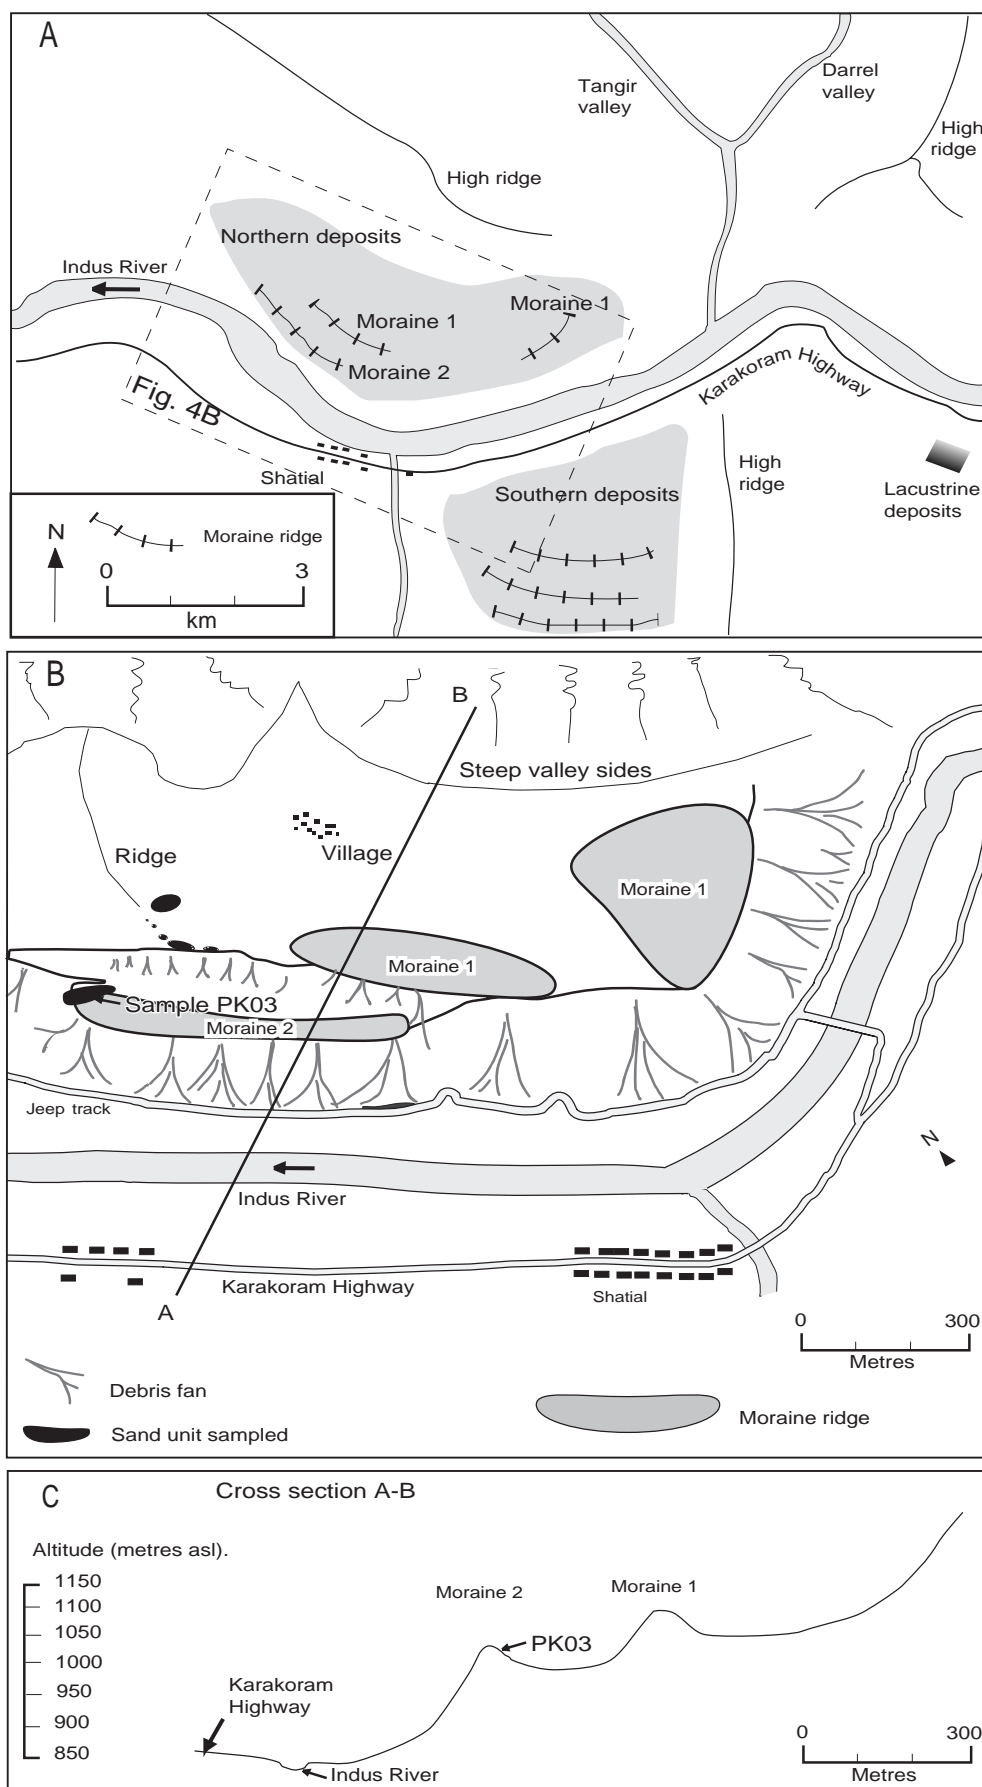 A
Tangir
valley
Darrel
valley
High
ridge
High ridge
Northern deposits
Indus River
Moraine 1
Moraine 1
Moraine 2
Karakoram Highway
Fig. 4B
Shatial
Southern deposits
High
ridge
Lacustrine
deposits
N
Moraine ridge
0 3
km
B
B
Steep valley sides
Ridge
Village
Moraine 1
Moraine 1
Sample PK03
Moraine 2
Jeep track
N
Indus River
Karakoram Highway
Shatial
A
0 300
Metres
Debris fan
Moraine ridge
Sand unit sampled
C
Cross section A-B
Altitude (metres asl).
1150
1100
1050
1000
950
900
850
Moraine 2
Moraine 1
PK03
Karakoram
Highway
Indus River
0 300
Metres